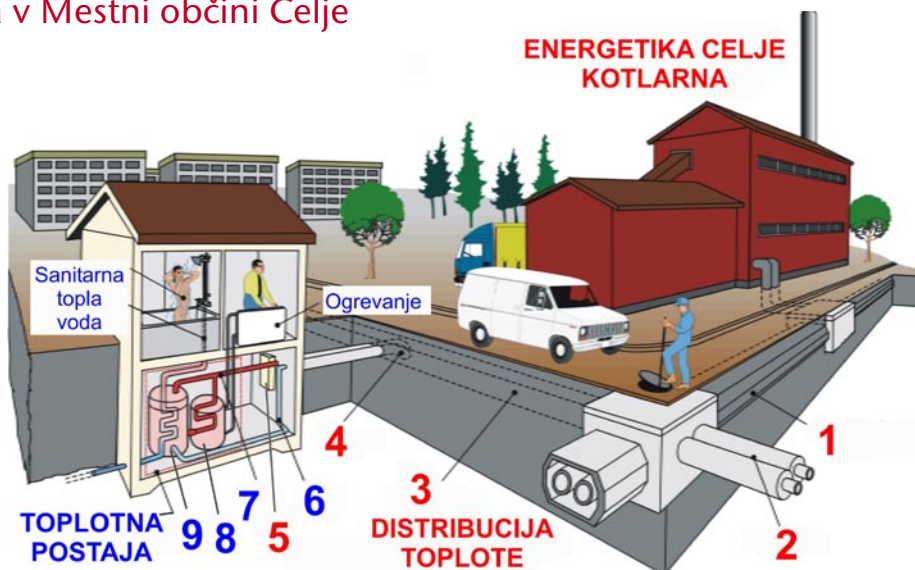 v Mestni občini Celje
ENERGETIKA CELJE
KOTLARNA
Sanitarna
topla
voda
Ogrevanje
1
2
3
4
5
6
7
8
9
TOPLOTNA
POSTAJA
DISTRIBUCIJA
TOPLOTE